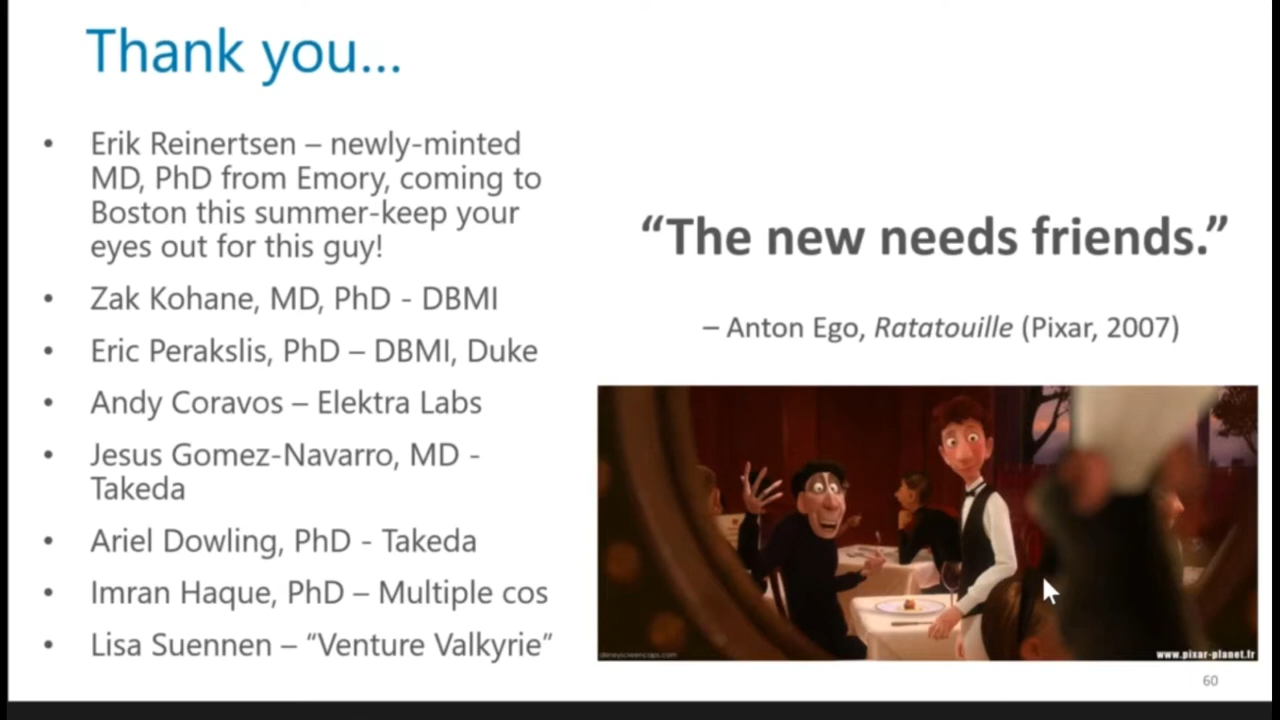 Thank you...
• Erik Reinertsen – newly-minted
MD, PhD from Emory, coming to
Boston this summer-keep your
eyes out for this guy!
• Zak Kohane, MD, PhD - DBMI
• Eric Perakslis, PhD – DBMI, Duke
• Andy Coravos – Elektra Labs
• Jesus Gomez-Navarro, MD -
Takeda
• Ariel Dowling, PhD - Takeda
• Imran Haque, PhD – Multiple cos
• Lisa Suennen – “Venture Valkyrie”
“The new needs friends.”
– Anton Ego, Ratatouille (Pixar, 2007)
disneyscreencaps.com
www.pixar-planet.fr
60